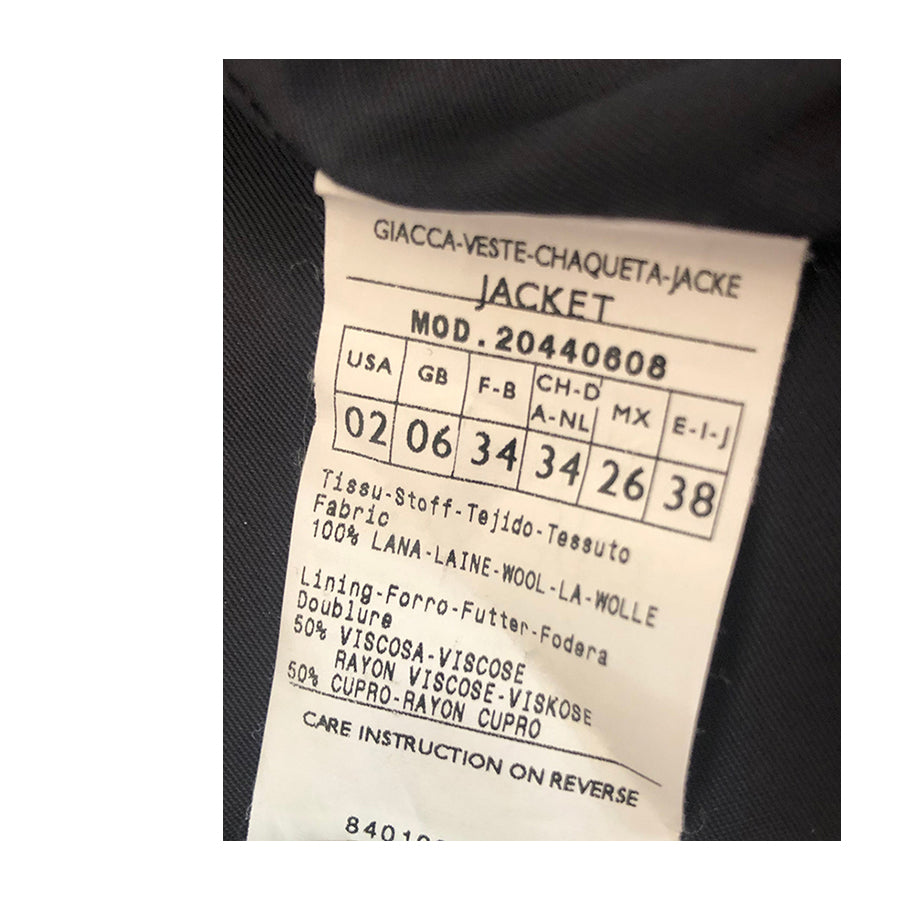 GIACCA-VESTE-CHAQUETA-JACKE
JACKET
MOD.20440608
USA GB F-B CH-D A-NL MX E-I-J
02 06 34 34 26 38
Tissu-Stoff-Tejido-Tessuto
Fabric
100% LANA-LAINE-WOOL-LA-WOLLE
Lining-Forro-Futter-Fodera
Doublure
50% VISCOSA-VISCOSE
RAYON VISCOSE-VISKOSE
50% CUPRO-RAYON CUPRO
CARE INSTRUCTION ON REVERSE